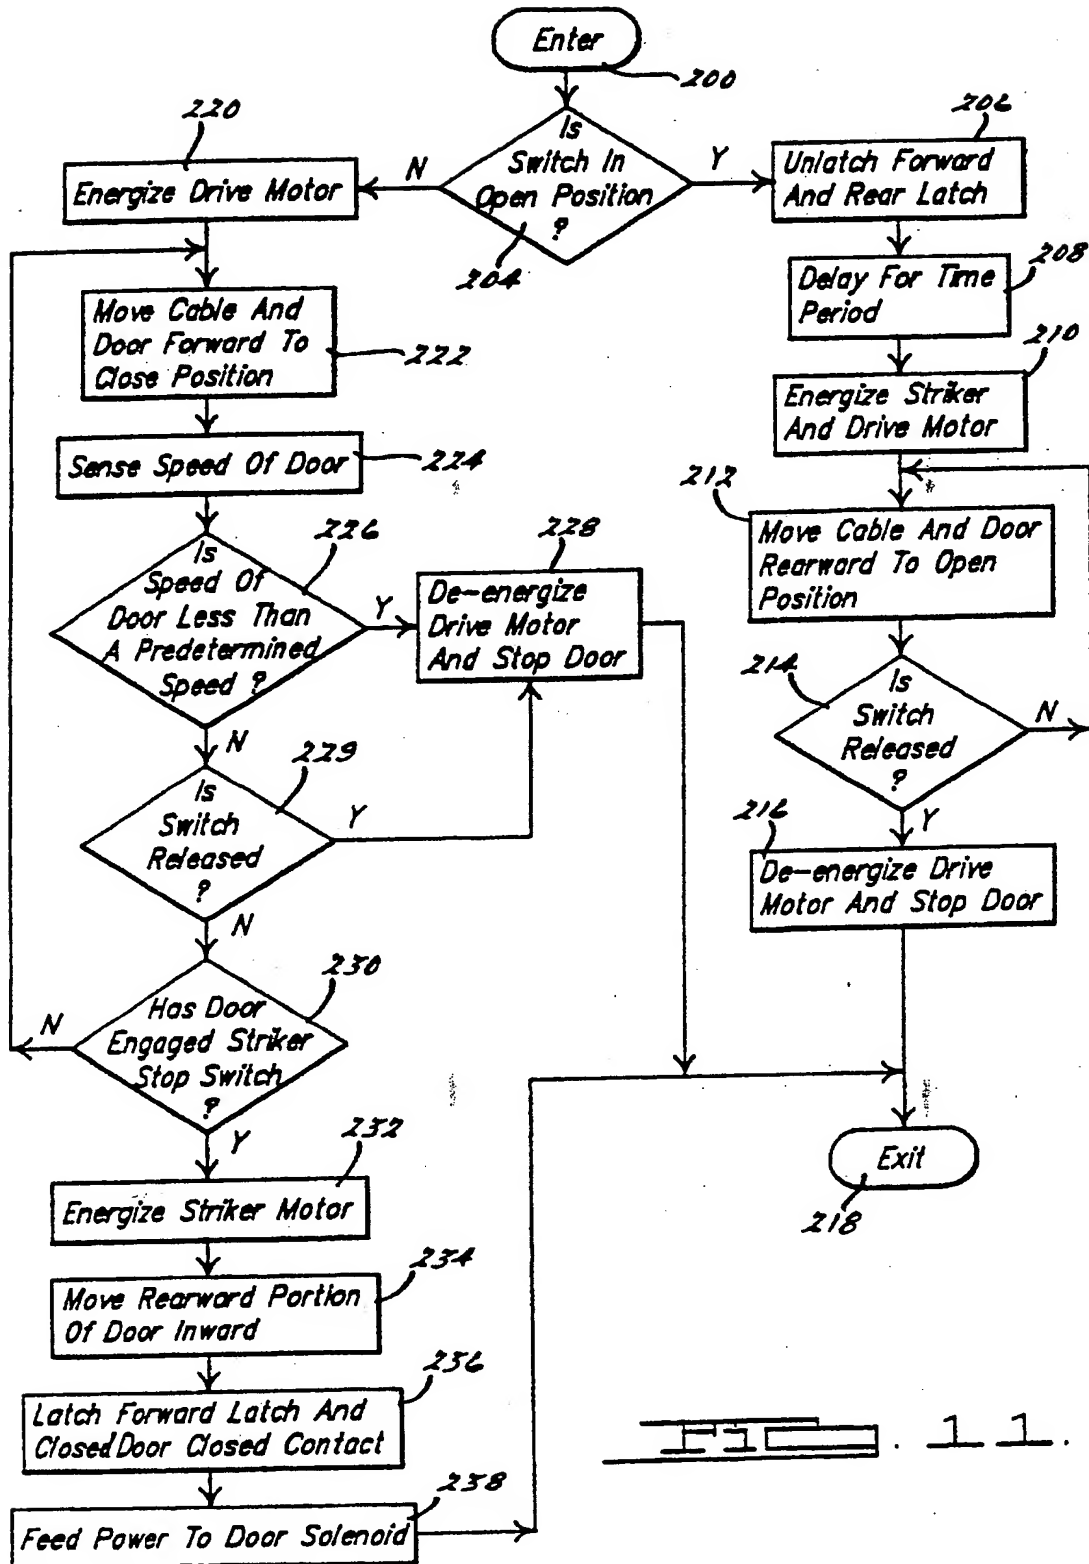 Enter
200
Is
Switch In
Open Position
?
204
N
Y
220
Energize Drive Motor
206
Unlatch Forward
And Rear Latch
Delay For Time
Period
208
210
Energize Striker
And Drive Motor
212
Move Cable And Door
Rearward To Open
Position
214
Is
Switch
Released
?
N
Y
216
De-energize Drive
Motor And Stop Door
Exit
218
Move Cable And
Door Forward To
Close Position
222
Sense Speed Of Door
224
226
Is
Speed Of
Door Less Than
A Predetermined
Speed ?
Y
N
228
De-energize
Drive Motor
And Stop Door
229
Is
Switch
Released
?
Y
N
230
Has Door
Engaged Striker
Stop Switch
?
N
Y
232
Energize Striker Motor
234
Move Rearward Portion
Of Door Inward
236
Latch Forward Latch And
Closed Door Closed Contact
238
Feed Power To Door Solenoid
FIG. 11.